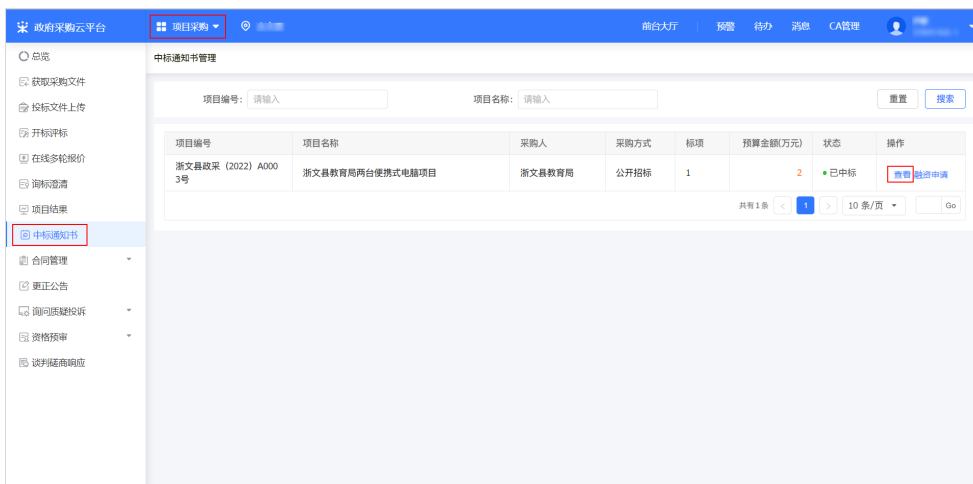 政府采购云平台
项目采购
前台大厅 预警 待办 消息 CA管理
总览
获取采购文件
投标文件上传
开标评标
在线多轮报价
询标澄清
项目结果
中标通知书
合同管理
更正公告
询问质疑投诉
资格预审
谈判磋商响应
中标通知书管理
项目编号: 请输入 项目名称: 请输入 重置 搜索
项目编号 项目名称 采购人 采购方式 标项 预算金额(万元) 状态 操作
浙文县政采（2022）A000
3号 浙文县教育局两台便携式电脑项目 浙文县教育局 公开招标 1 2 已中标 查看 融资申请
共有1条 < 1 > 10 条/页 Go